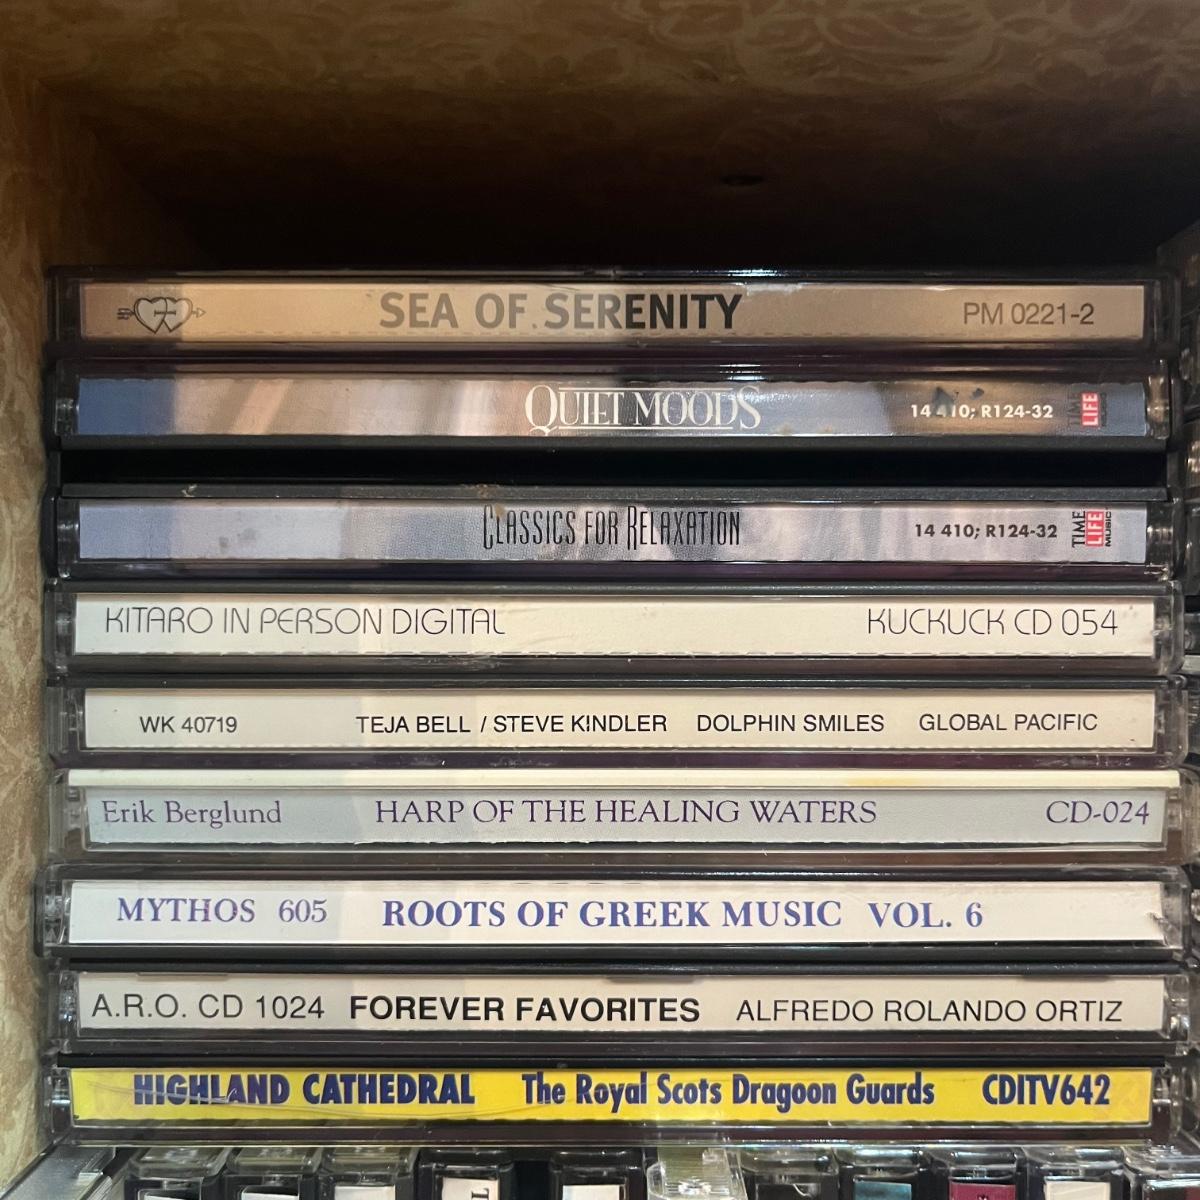 SEA OF SERENITY PM 0221-2
QUIET MOODS 14 410; R124-32 TIME LIFE
CLASSICS FOR RELAXATION 14 410; R124-32 TIME LIFE MUSIC
KITARO IN PERSON DIGITAL KUCKUCK CD 054
WK 40719 TEJA BELL / STEVE KINDLER DOLPHIN SMILES GLOBAL PACIFIC
Erik Berglund HARP OF THE HEALING WATERS CD-024
MYTHOS 605 ROOTS OF GREEK MUSIC VOL. 6
A.R.O. CD 1024 FOREVER FAVORITES ALFREDO ROLANDO ORTIZ
HIGHLAND CATHEDRAL The Royal Scots Dragoon Guards CDITV642